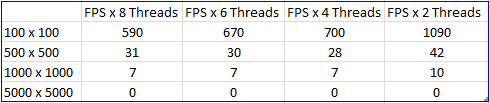 FPS x 8 Threads FPS x 6 Threads FPS x 4 Threads FPS x 2 Threads
100 x 100 590 670 700 1090
500 x 500 31 30 28 42
1000 x 1000 7 7 7 10
5000 x 5000 0 0 0 0